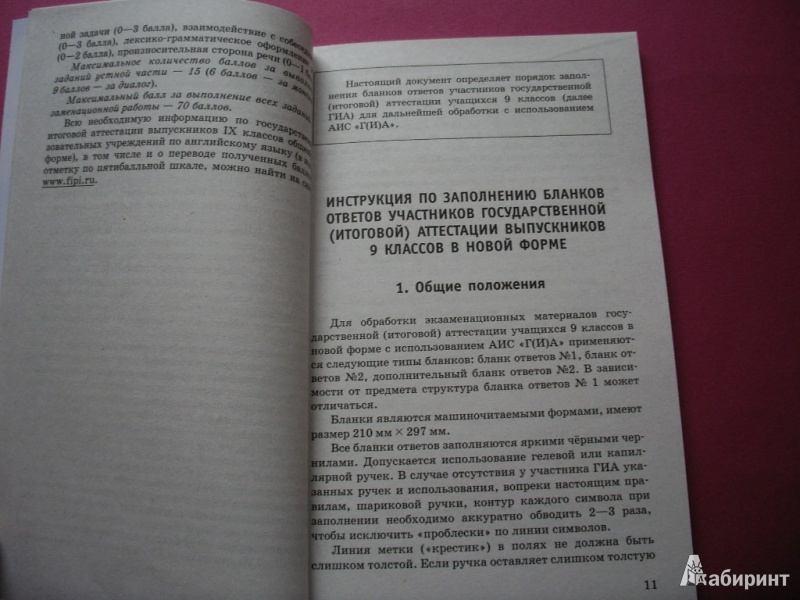 ной задачи (0—3 балла), взаимодействие с собесед
(0—3 балла), лексико-грамматическое оформление
(0—2 балла), произносительная сторона речи (0—
Максимальное количество баллов за
заданий устной части — 15 (6 баллов — за
9 баллов — за диалог).
Максимальный балл за выполнение всех
заменационной работы — 70 баллов.
Всю необходимую информацию по государст
итоговой аттестации выпускников IX классов
зовательных учреждений по английскому языку (в
форме), в том числе и о переводе полученных
отметку по пятибалльной шкале, можно найти на
www.fipi.ru.
Настоящий документ определяет порядок запол-
нения бланков ответов участников государственной
(итоговой) аттестации учащихся 9 классов (далее
ГИА) для дальнейшей обработки с использованием
АИС «Г(И)А».
ИНСТРУКЦИЯ ПО ЗАПОЛНЕНИЮ БЛАНКОВ
ОТВЕТОВ УЧАСТНИКОВ ГОСУДАРСТВЕННОЙ
(ИТОГОВОЙ) АТТЕСТАЦИИ ВЫПУСКНИКОВ
9 КЛАССОВ В НОВОЙ ФОРМЕ
1. Общие положения
Для обработки экзаменационных материалов госу-
дарственной (итоговой) аттестации учащихся 9 классов в
новой форме с использованием АИС «Г(И)А» применяют-
ся следующие типы бланков: бланк ответов №1, бланк от-
ветов №2, дополнительный бланк ответов №2. В зависи-
мости от предмета структура бланка ответов № 1 может
отличаться.
Бланки являются машиночитаемыми формами, имеют
размер 210 мм × 297 мм.
Все бланки ответов заполняются яркими чёрными чер-
нилами. Допускается использование гелевой или капил-
лярной ручек. В случае отсутствия у участника ГИА ука-
занных ручек и использования, вопреки настоящим пра-
вилам, шариковой ручки, контур каждого символа при
заполнении необходимо аккуратно обводить 2—3 раза,
чтобы исключить «проблески» по линии символов.
Линия метки («крестик») в полях не должна быть
слишком толстой. Если ручка оставляет слишком толстую
11
Лабиринт